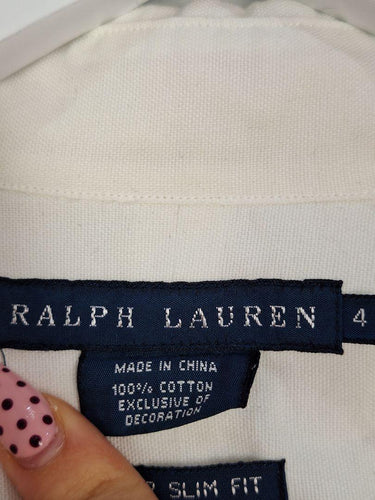 RALPH LAUREN 4
MADE IN CHINA
100% COTTON
EXCLUSIVE OF
DECORATION
SLIM FIT